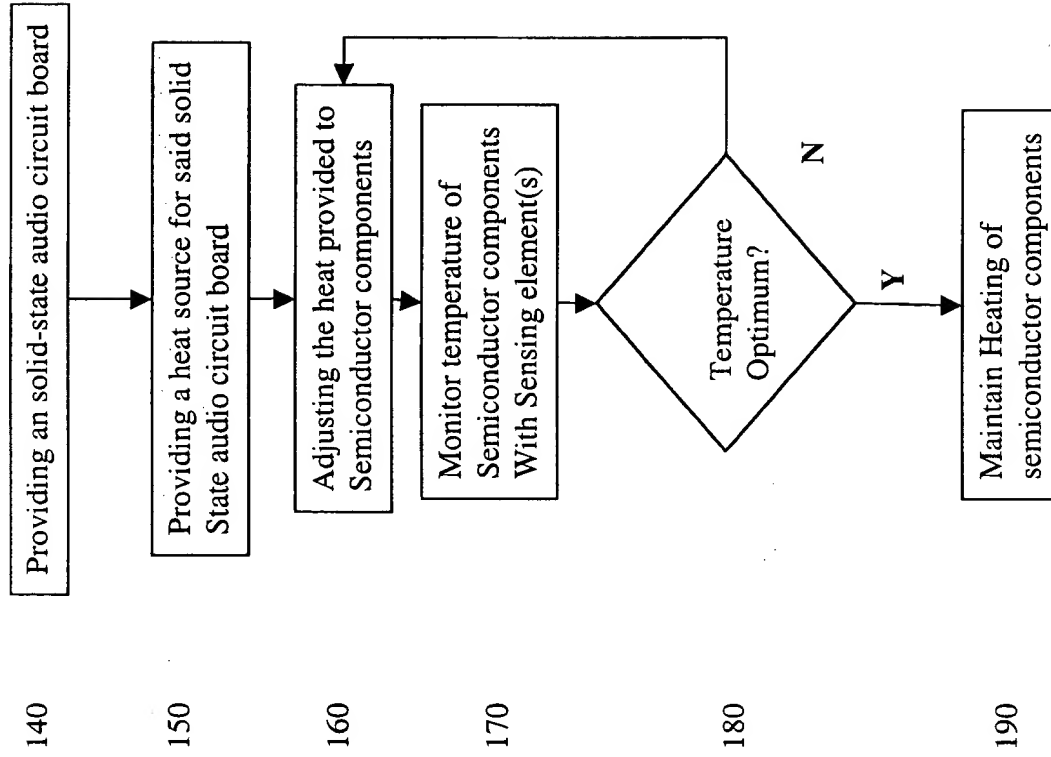 140
Providing an solid-state audio circuit board
150
Providing a heat source for said solid
State audio circuit board
160
Adjusting the heat provided to
Semiconductor components
170
Monitor temperature of
Semiconductor components
With Sensing element(s)
180
Temperature
Optimum?
N
Y
190
Maintain Heating of
semiconductor components